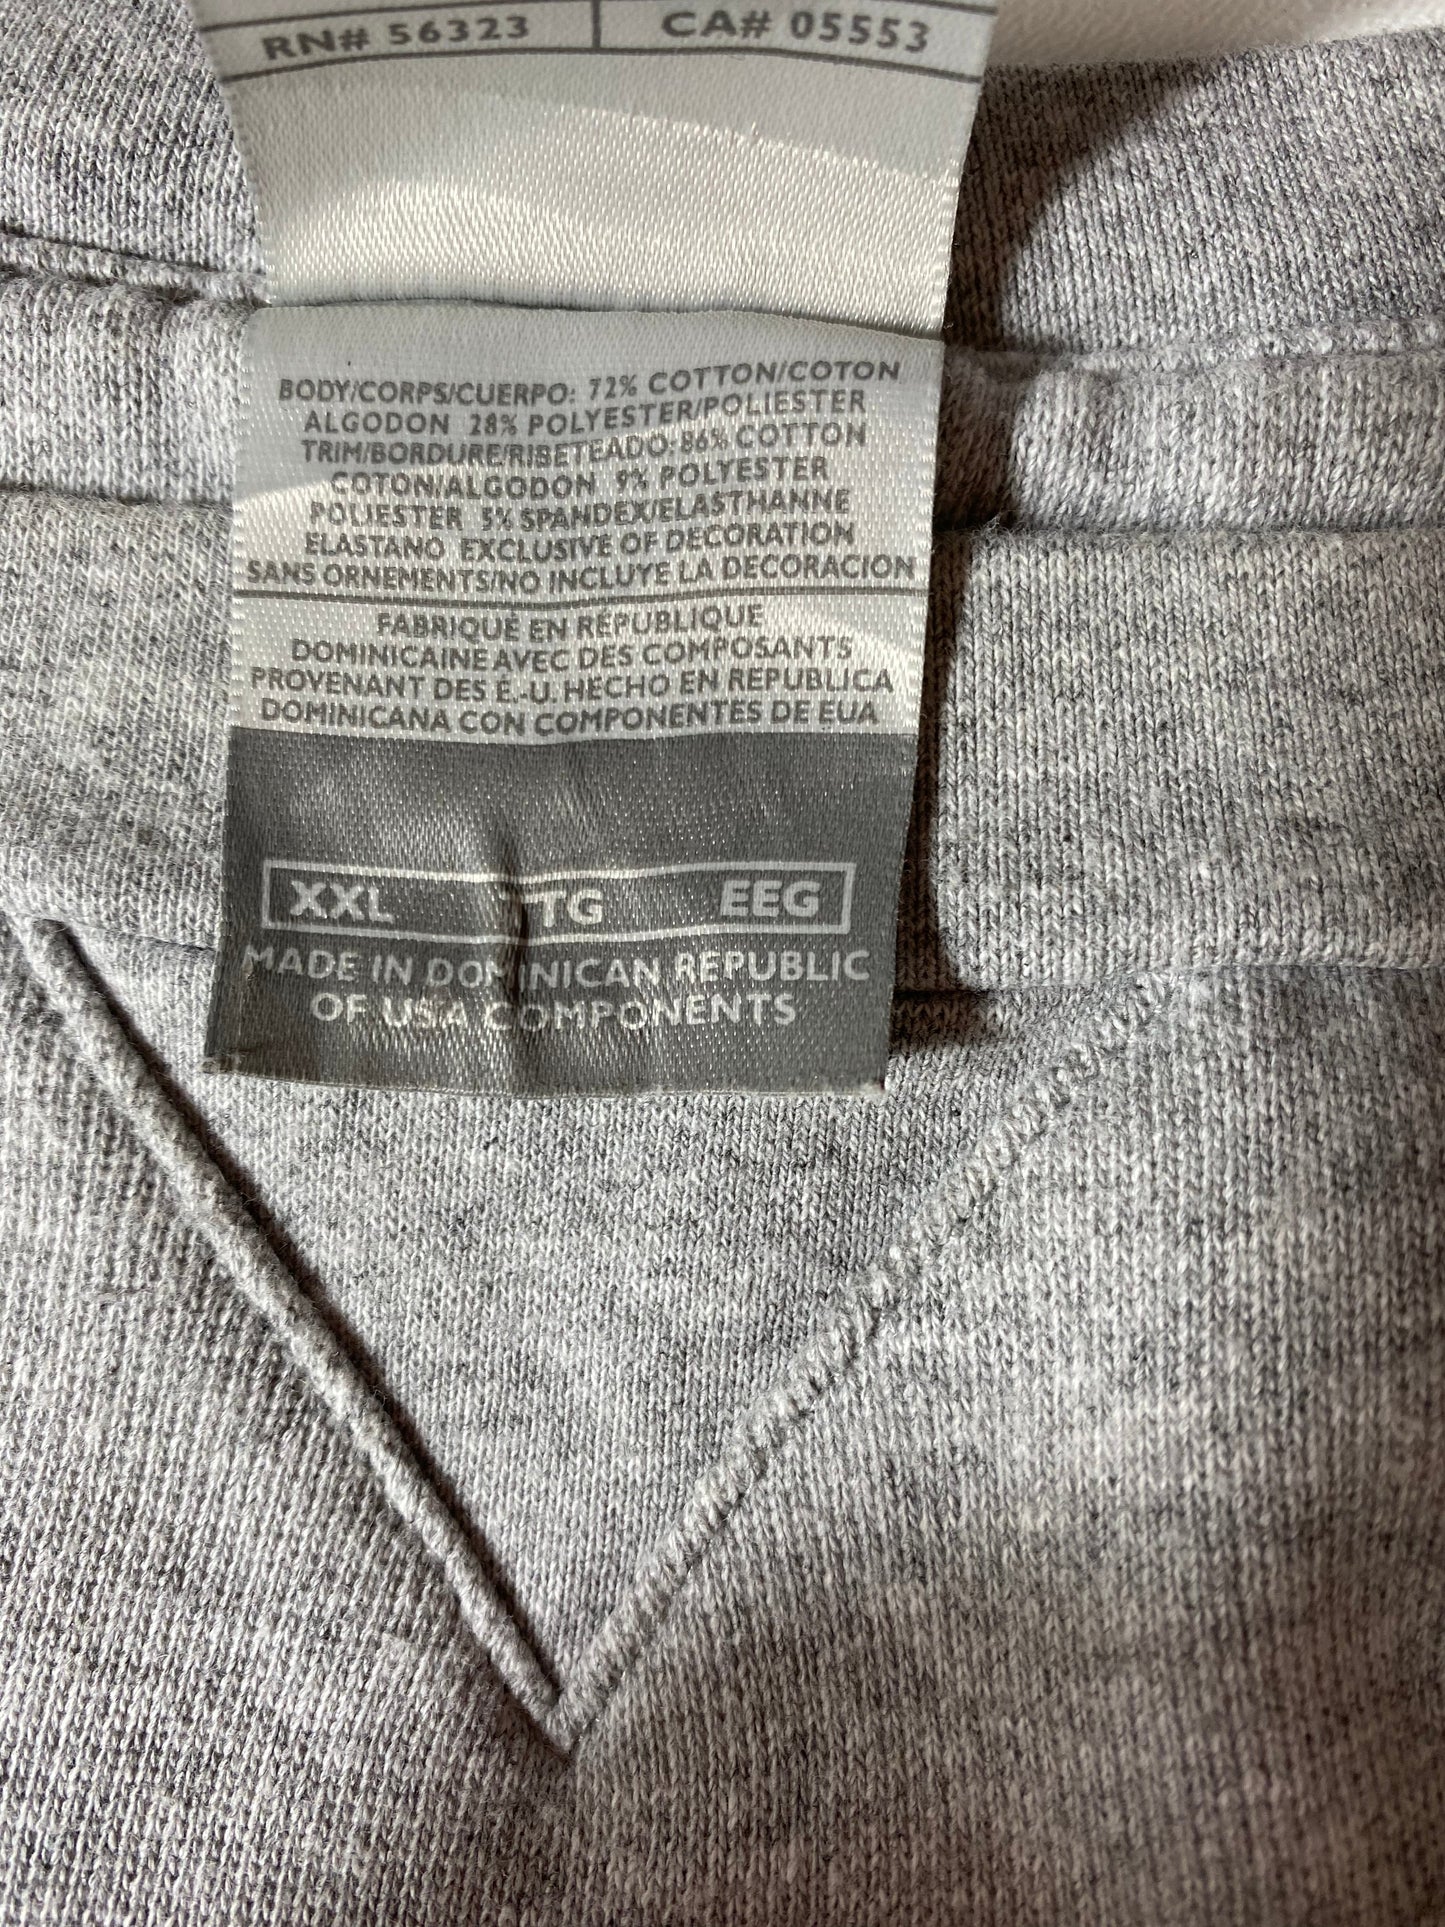 RN# 56323 CA# 05553
BODY/CORPS/CUERPO: 72% COTTON/COTON
ALGODON 28% POLYESTER/POLIESTER
TRIM/BORDURE/RIBETEADO: 86% COTTON
COTON/ALGODON 9% POLYESTER
POLIESTER 5% SPANDEX/ELASTHANNE
ELASTANO EXCLUSIVE OF DECORATION
SANS ORNEMENTS/NO INCLUYE LA DECORACION
FABRIQUÉ EN RÉPUBLIQUE
DOMINICAINE AVEC DES COMPOSANTS
PROVENANT DES É.-U. HECHO EN REPUBLICA
DOMINICANA CON COMPONENTES DE EUA
XXL TG EEG
MADE IN DOMINICAN REPUBLIC
OF USA COMPONENTS